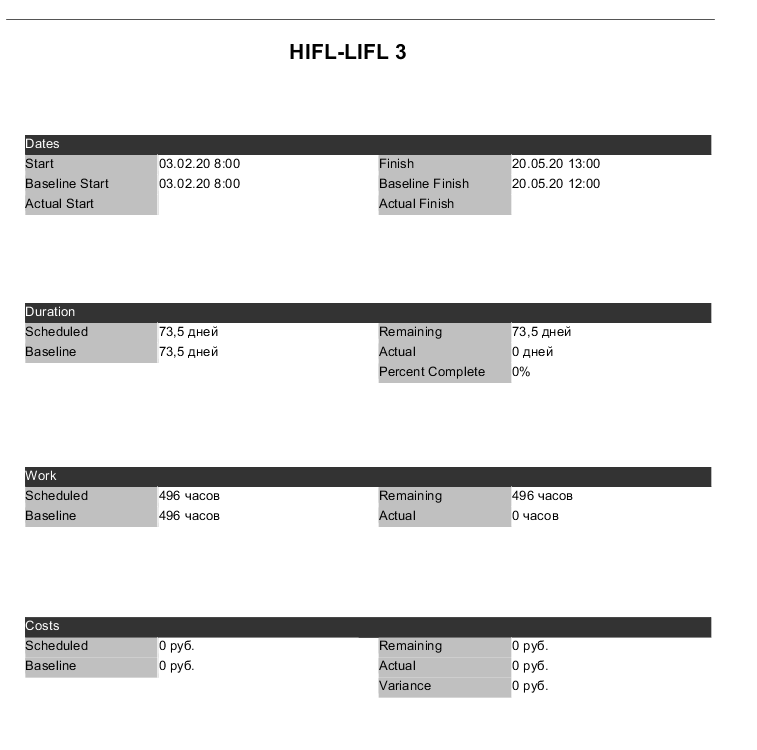 HIFL-LIFL 3
Dates
Start 03.02.20 8:00 Finish 20.05.20 13:00
Baseline Start 03.02.20 8:00 Baseline Finish 20.05.20 12:00
Actual Start Actual Finish
Duration
Scheduled 73,5 дней Remaining 73,5 дней
Baseline 73,5 дней Actual 0 дней
Percent Complete 0%
Work
Scheduled 496 часов Remaining 496 часов
Baseline 496 часов Actual 0 часов
Costs
Scheduled 0 руб. Remaining 0 руб.
Baseline 0 руб. Actual 0 руб.
Variance 0 руб.